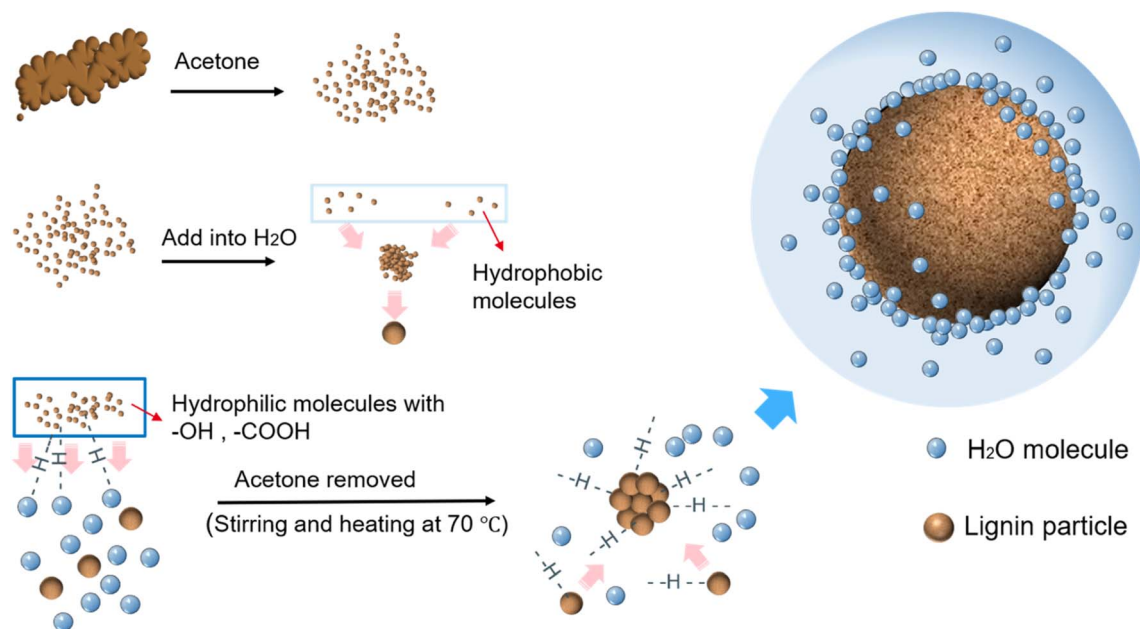 Acetone
Add into H₂O
Hydrophobic
molecules
Hydrophilic molecules with
-OH , -COOH
H
H
H
Acetone removed
(Stirring and heating at 70 ℃)
--H-
-H--
-H--
H
H
--H-
H₂O molecule
Lignin particle